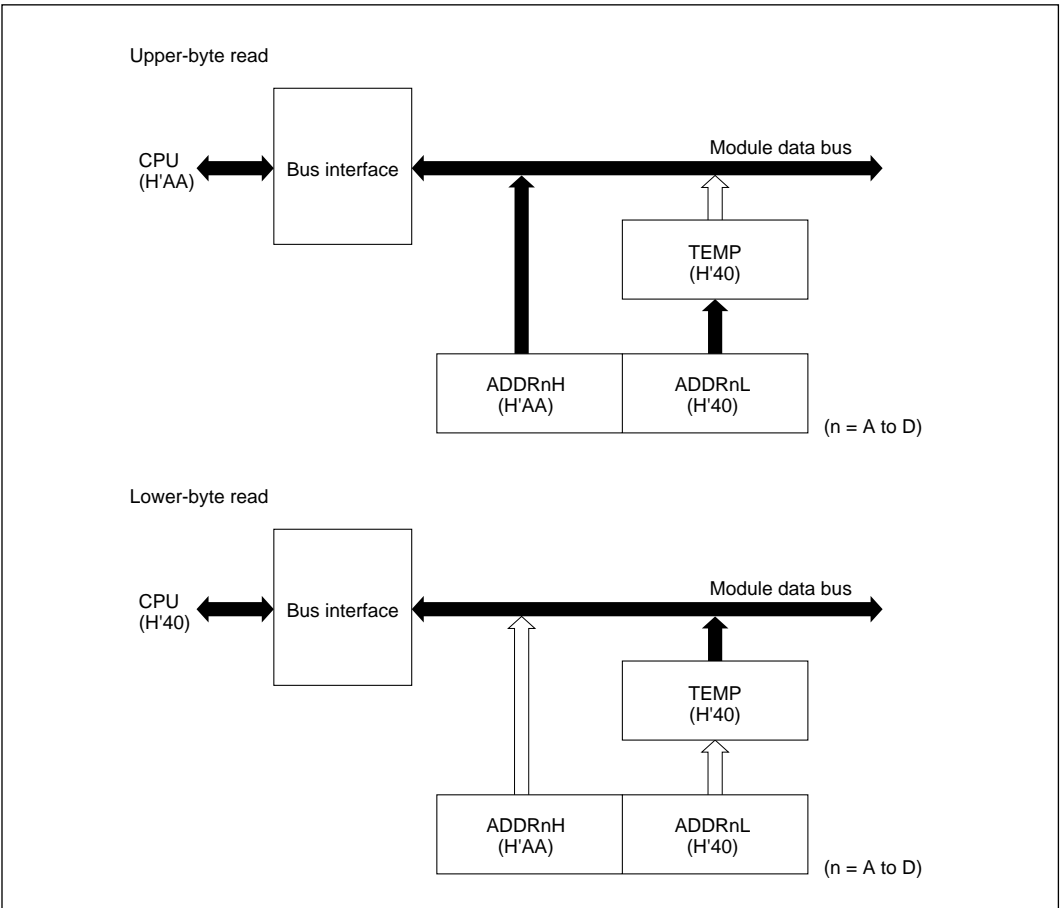 Upper-byte read
CPU
(H'AA)
Bus interface
Module data bus
TEMP
(H'40)
ADDRnH
(H'AA)
ADDRnL
(H'40)
(n = A to D)
Lower-byte read
CPU
(H'40)
Bus interface
Module data bus
TEMP
(H'40)
ADDRnH
(H'AA)
ADDRnL
(H'40)
(n = A to D)